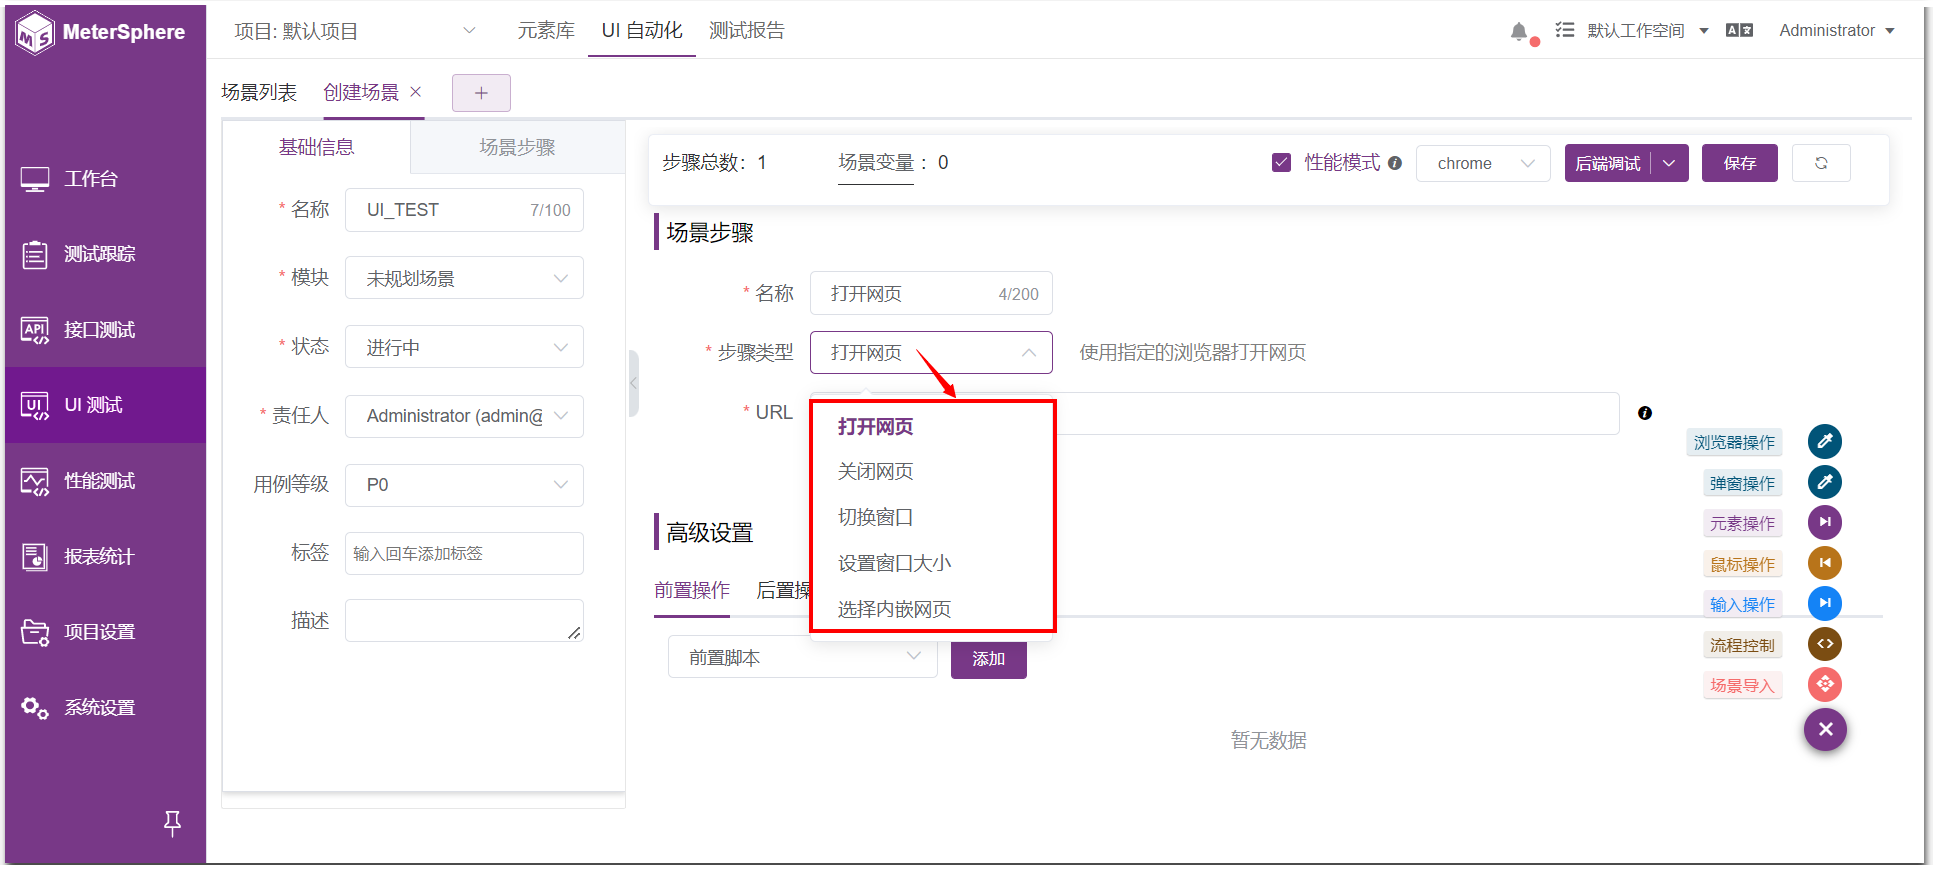 MeterSphere
项目: 默认项目
元素库
UI 自动化
测试报告
默认工作空间
Administrator
场景列表
创建场景
工作台
测试跟踪
API
接口测试
UI
UI 测试
性能测试
报表统计
项目设置
系统设置
基础信息
场景步骤
* 名称
UI_TEST
7/100
* 模块
未规划场景
* 状态
进行中
* 责任人
Administrator (admin@
用例等级
P0
标签
输入回车添加标签
描述
步骤总数: 1
场景变量 : 0
性能模式
chrome
后端调试
保存
场景步骤
* 名称
打开网页
4/200
* 步骤类型
打开网页
使用指定的浏览器打开网页
* URL
打开网页
关闭网页
切换窗口
设置窗口大小
选择内嵌网页
高级设置
前置操作
后置操
前置脚本
添加
暂无数据
浏览器操作
弹窗操作
元素操作
鼠标操作
输入操作
流程控制
场景导入